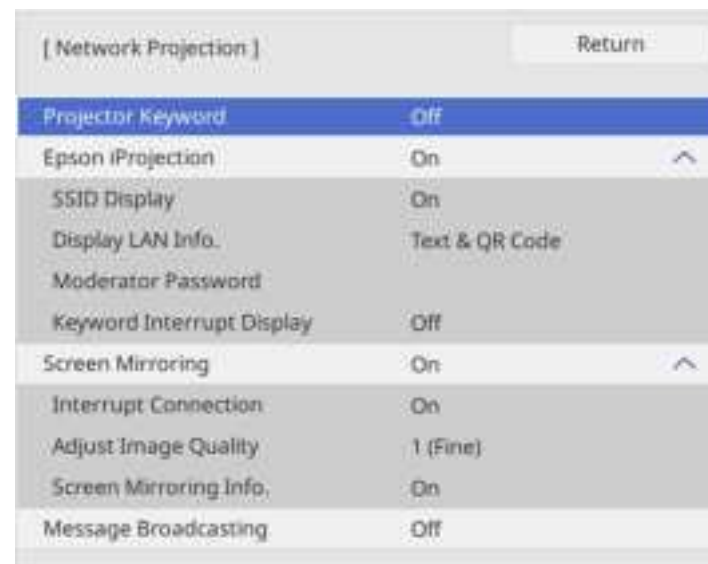 [ Network Projection ] Return
Projector Keyword Off
Epson iProjection On
SSID Display On
Display LAN Info. Text & QR Code
Moderator Password
Keyword Interrupt Display Off
Screen Mirroring On
Interrupt Connection On
Adjust Image Quality 1 (Fine)
Screen Mirroring Info. On
Message Broadcasting Off